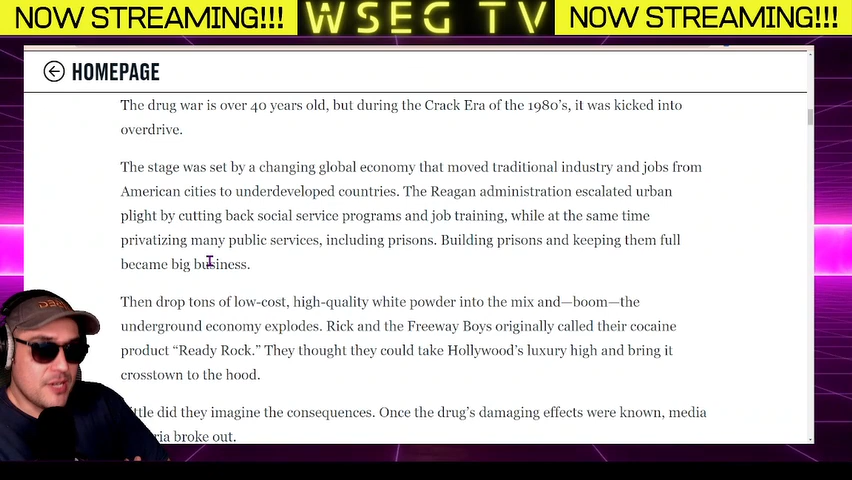 NOW STREAMING!!! WSEG TV NOW STREAMING!!!
HOMEPAGE
The drug war is over 40 years old, but during the Crack Era of the 1980's, it was kicked into
overdrive.
The stage was set by a changing global economy that moved traditional industry and jobs from
American cities to underdeveloped countries. The Reagan administration escalated urban
plight by cutting back social service programs and job training, while at the same time
privatizing many public services, including prisons. Building prisons and keeping them full
became big business.
Then drop tons of low-cost, high-quality white powder into the mix and—boom—the
underground economy explodes. Rick and the Freeway Boys originally called their cocaine
product “Ready Rock.” They thought they could take Hollywood's luxury high and bring it
crosstown to the hood.
did they imagine the consequences. Once the drug's damaging effects were known, media
broke out.